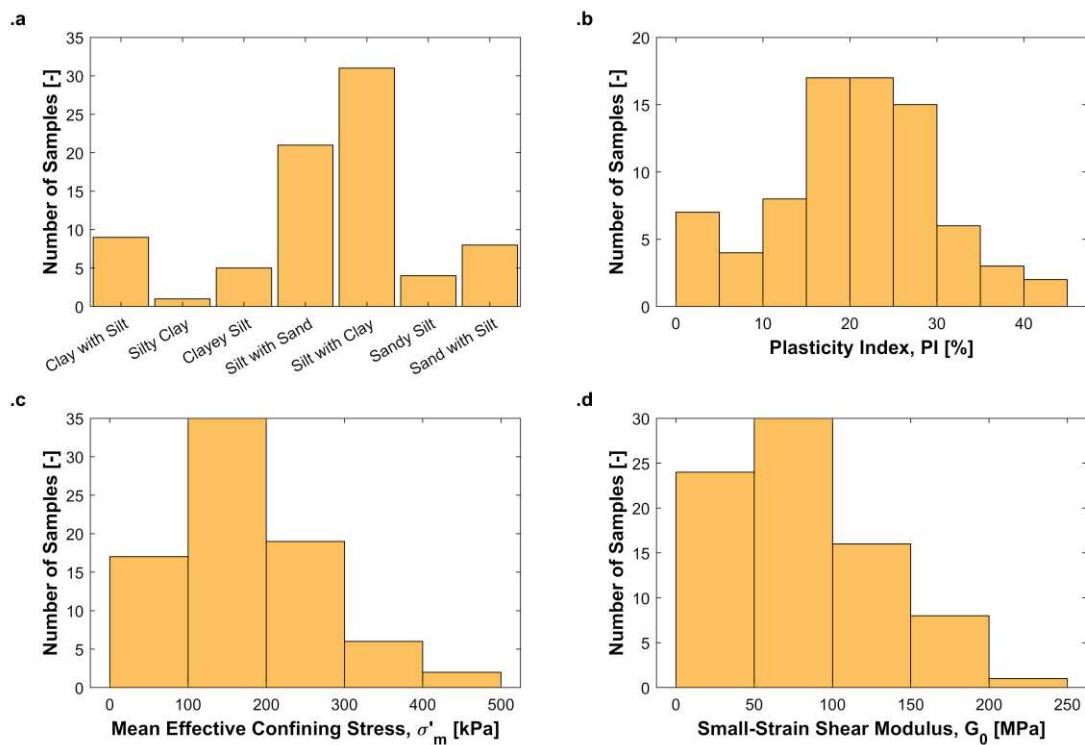 .a
35
30
25
20
15
10
5
0
Number of Samples [-]
Clay with Silt
Silty Clay
Clayey Silt
Silt with Sand
Silt with Clay
Sandy Silt
Sand with Silt
.b
20
15
10
5
0
Number of Samples [-]
0 10 20 30 40
Plasticity Index, PI [%]
.c
35
30
25
20
15
10
5
0
Number of Samples [-]
0 100 200 300 400 500
Mean Effective Confining Stress, σ'm [kPa]
.d
30
25
20
15
10
5
0
Number of Samples [-]
0 50 100 150 200 250
Small-Strain Shear Modulus, G0 [MPa]